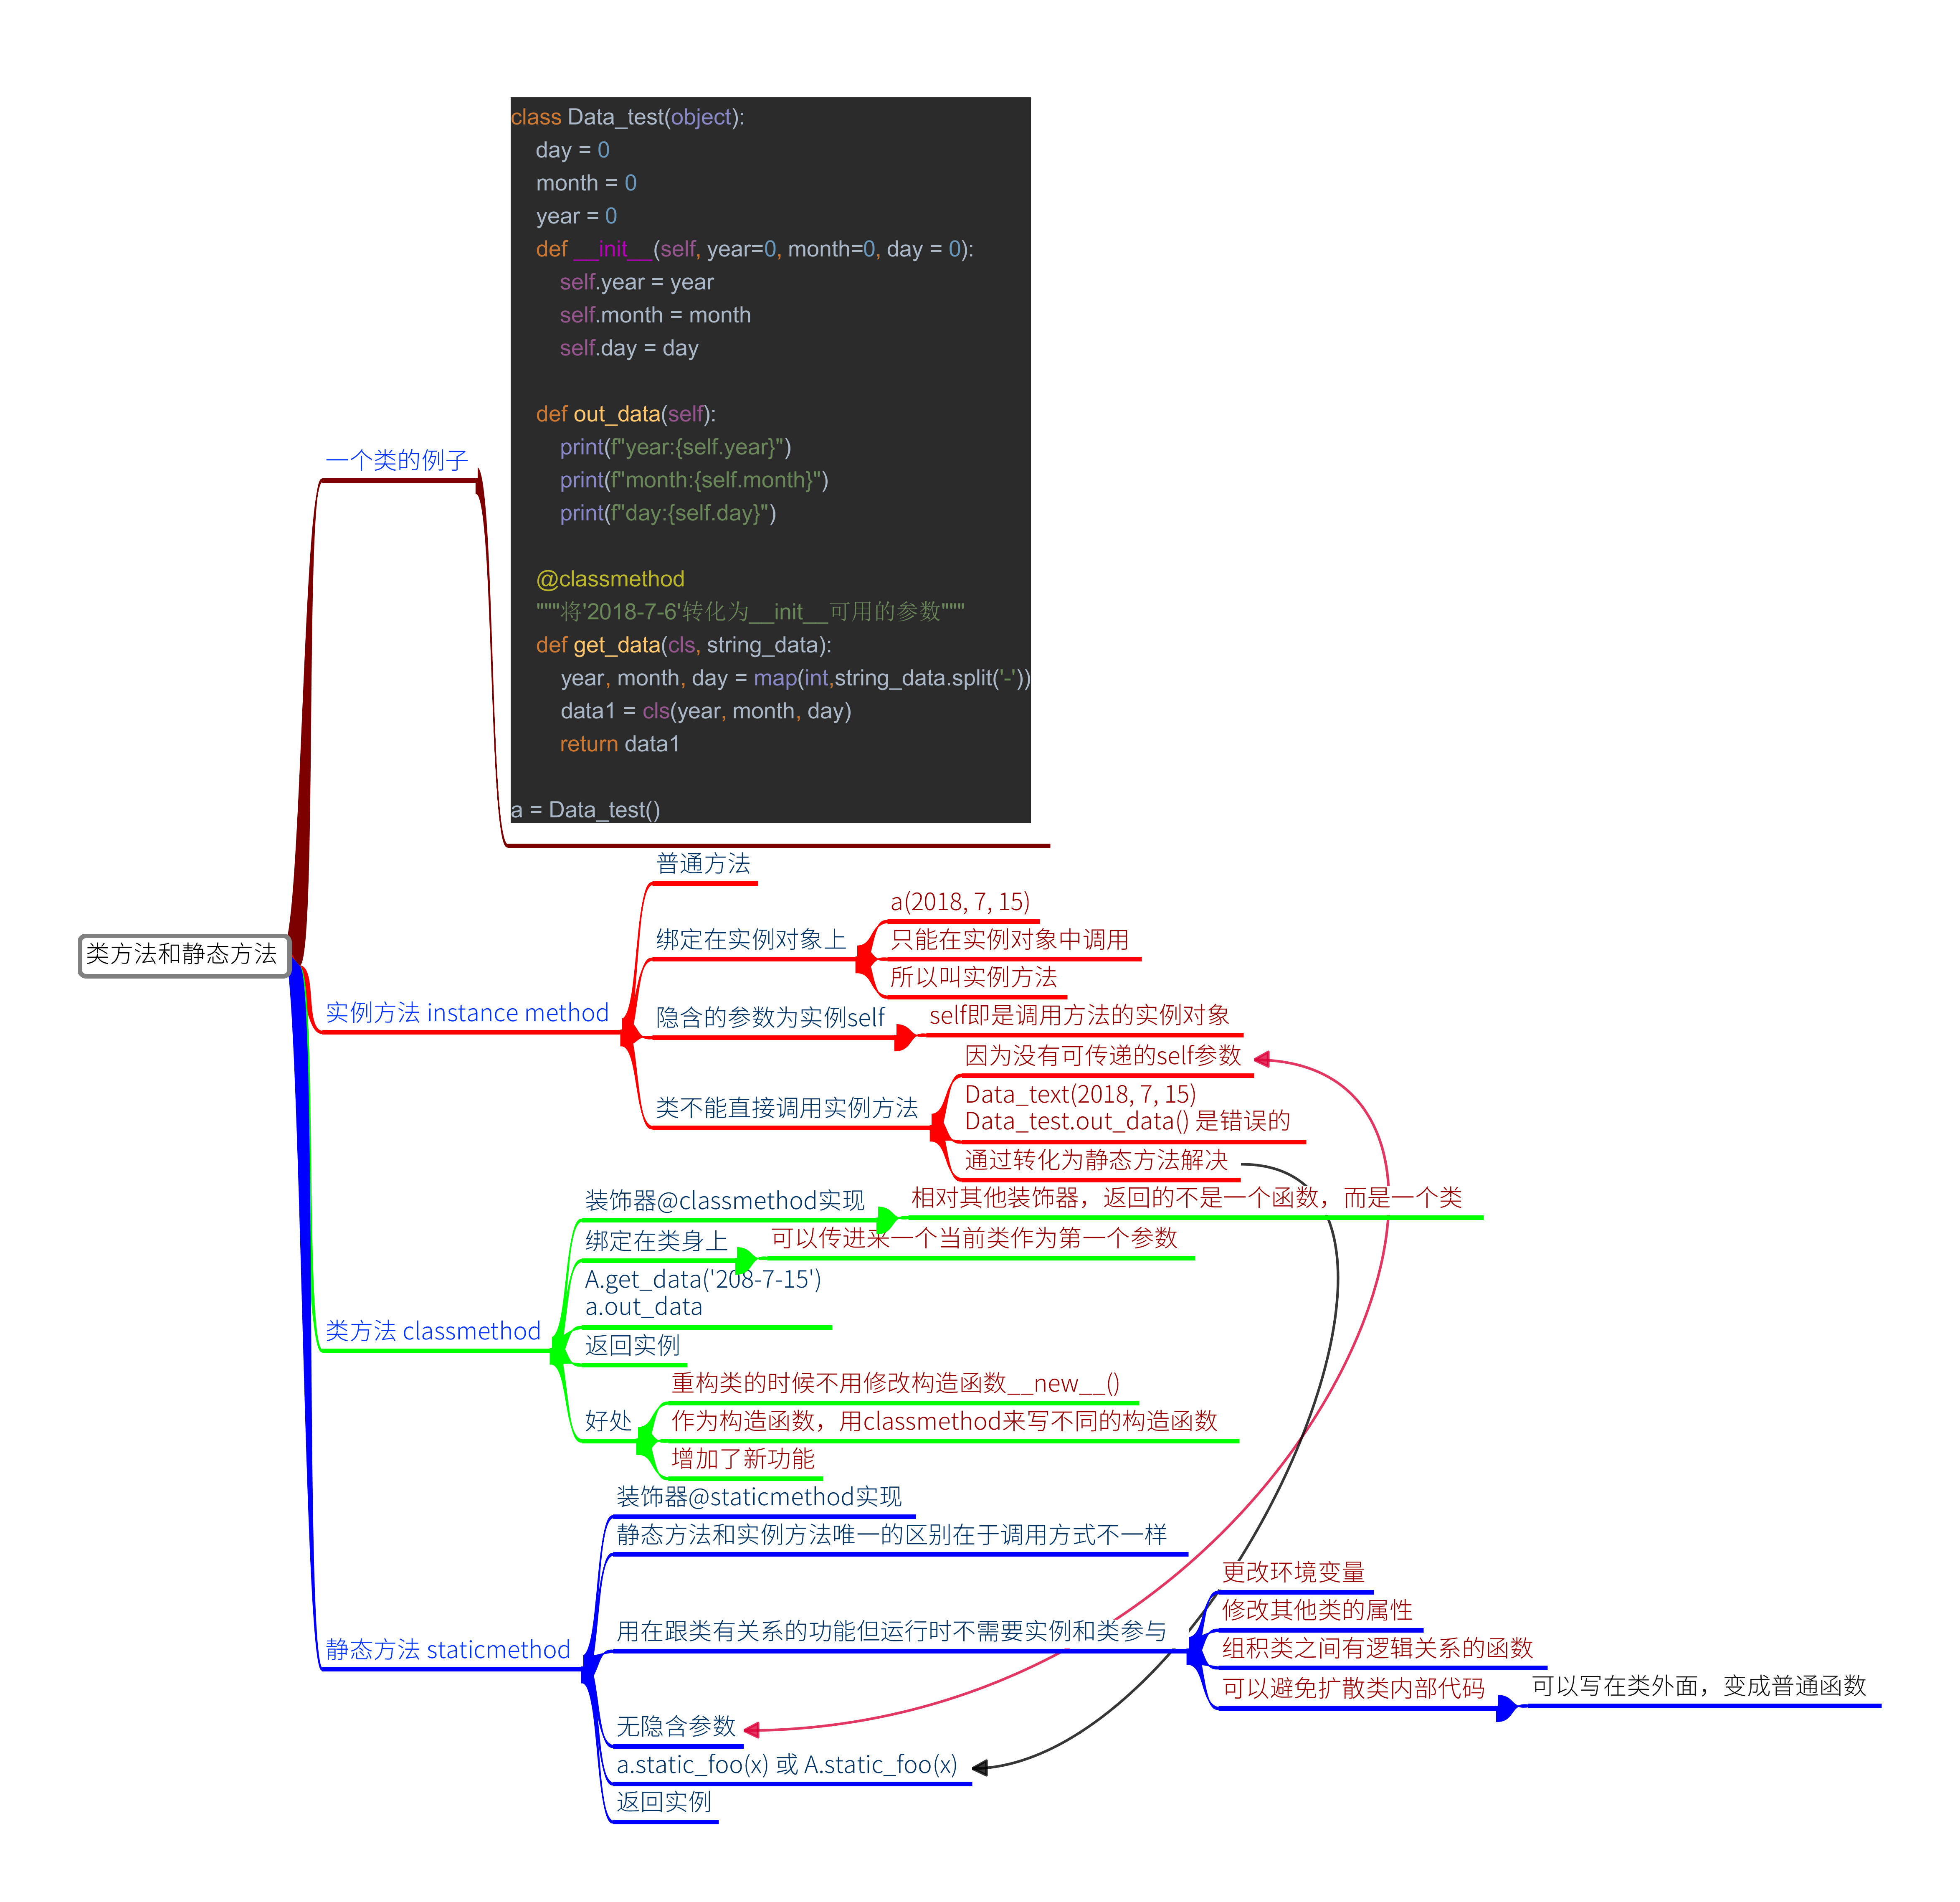 类方法和静态方法
一个类的例子
class Data_test(object):
    day = 0
    month = 0
    year = 0
    def __init__(self, year=0, month=0, day = 0):
        self.year = year
        self.month = month
        self.day = day
    def out_data(self):
        print(f"year:{self.year}")
        print(f"month:{self.month}")
        print(f"day:{self.day}")
    @classmethod
    """将'2018-7-6'转化为__init__可用的参数"""
    def get_data(cls, string_data):
        year, month, day = map(int,string_data.split('-'))
        data1 = cls(year, month, day)
        return data1
a = Data_test()
实例方法 instance method
普通方法
绑定在实例对象上
a(2018, 7, 15)
只能在实例对象中调用
所以叫实例方法
隐含的参数为实例self
self即是调用方法的实例对象
类不能直接调用实例方法
因为没有可传递的self参数
Data_text(2018, 7, 15)
Data_test.out_data() 是错误的
通过转化为静态方法解决
类方法 classmethod
装饰器@classmethod实现
相对其他装饰器，返回的不是一个函数，而是一个类
绑定在类身上
可以传进来一个当前类作为第一个参数
A.get_data('208-7-15')
a.out_data
返回实例
好处
重构类的时候不用修改构造函数__new__()
作为构造函数，用classmethod来写不同的构造函数
增加了新功能
静态方法 staticmethod
装饰器@staticmethod实现
静态方法和实例方法唯一的区别在于调用方式不一样
用在跟类有关系的功能但运行时不需要实例和类参与
更改环境变量
修改其他类的属性
组积类之间有逻辑关系的函数
可以避免扩散类内部代码
可以写在类外面，变成普通函数
无隐含参数
a.static_foo(x) 或 A.static_foo(x)
返回实例